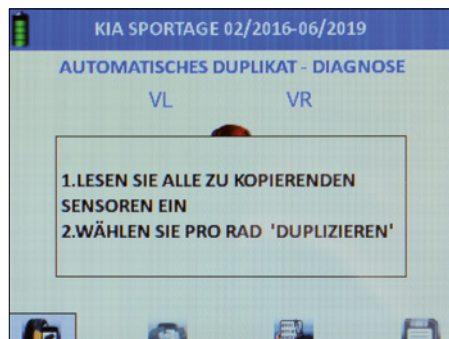 KIA SPORTAGE 02/2016-06/2019
AUTOMATISCHES DUPLIKAT - DIAGNOSE
VL VR
1.LESEN SIE ALLE ZU KOPIERENDEN
SENSOREN EIN
2.WÄHLEN SIE PRO RAD 'DUPLIZIEREN'